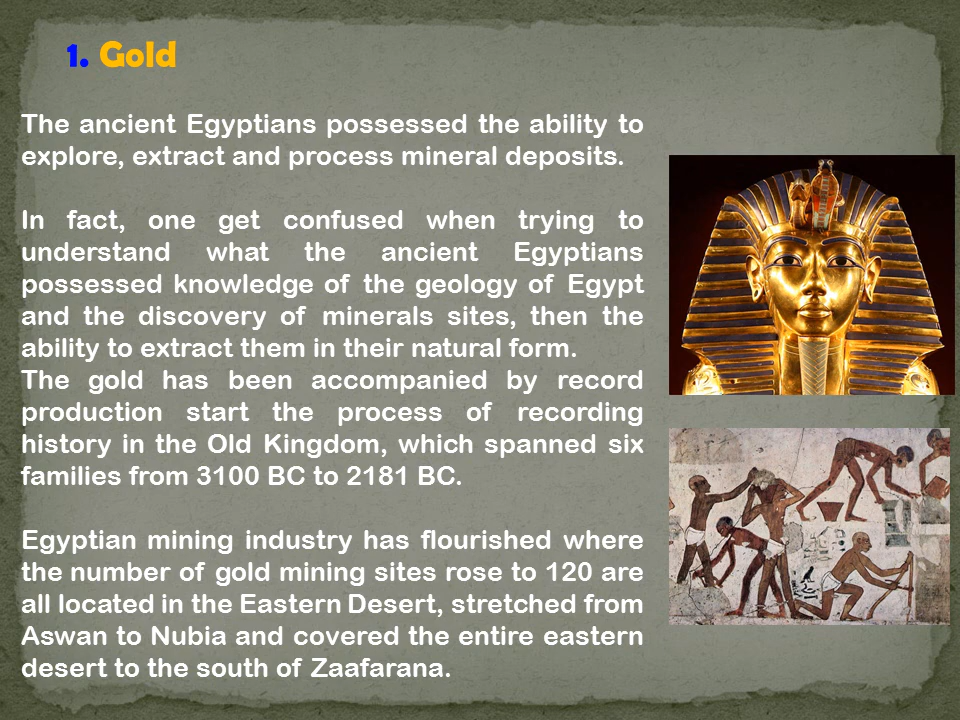 1. Gold
The ancient Egyptians possessed the ability to
explore, extract and process mineral deposits.
In fact, one get confused when trying to
understand what the ancient Egyptians
possessed knowledge of the geology of Egypt
and the discovery of minerals sites, then the
ability to extract them in their natural form.
The gold has been accompanied by record
production start the process of recording
history in the Old Kingdom, which spanned six
families from 3100 BC to 2181 BC.
Egyptian mining industry has flourished where
the number of gold mining sites rose to 120 are
all located in the Eastern Desert, stretched from
Aswan to Nubia and covered the entire eastern
desert to the south of Zaafarana.